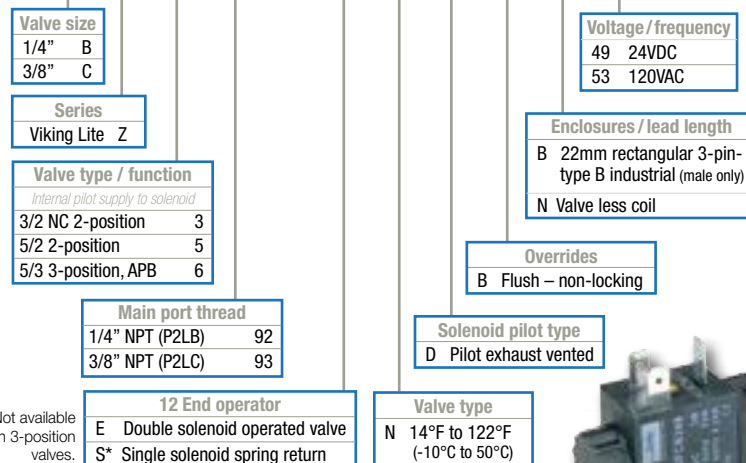 Valve size
1/4” B
3/8” C
Series
Viking Lite Z
Valve type / function
Internal pilot supply to solenoid
3/2 NC 2-position 3
5/2 2-position 5
5/3 3-position, APB 6
Main port thread
1/4” NPT (P2LB) 92
3/8” NPT (P2LC) 93
12 End operator
E Double solenoid operated valve
S* Single solenoid spring return
Not available
3-position
valves.
Valve type
N 14°F to 122°F
(-10°C to 50°C)
Solenoid pilot type
D Pilot exhaust vented
Overrides
B Flush – non-locking
Enclosures / lead length
B 22mm rectangular 3-pin-
type B industrial (male only)
N Valve less coil
Voltage / frequency
49 24VDC
53 120VAC